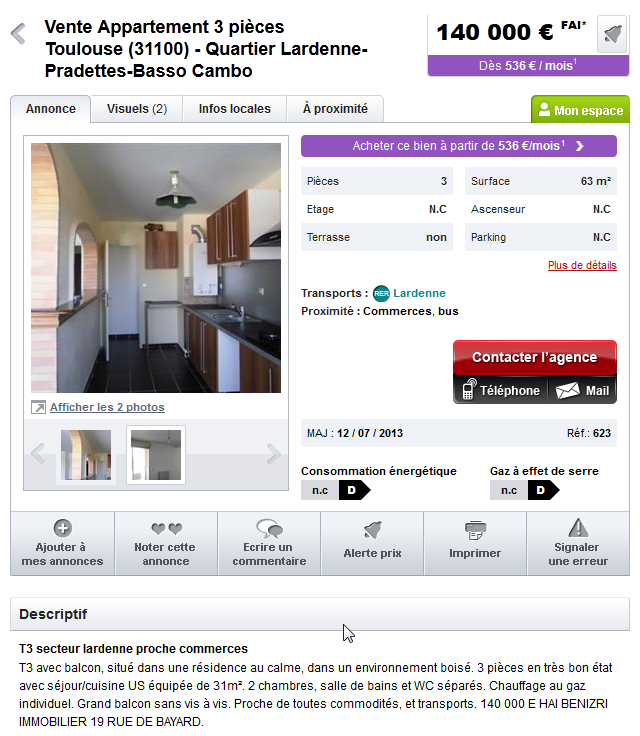 Vente Appartement 3 pièces
Toulouse (31100) - Quartier Lardenne-
Pradettes-Basso Cambo
140 000 € FAI*
Dès 536 € / mois¹
Annonce
Visuels (2)
Infos locales
À proximité
Mon espace
Acheter ce bien à partir de 536 €/mois¹
Pièces 3
Surface 63 m²
Etage N.C
Ascenseur N.C
Terrasse non
Parking N.C
Plus de détails
Transports : RER Lardenne
Proximité : Commerces, bus
Contacter l'agence
Téléphone
Mail
Afficher les 2 photos
MAJ : 12 / 07 / 2013
Réf.: 623
Consommation énergétique
Gaz à effet de serre
n.c D
n.c D
Ajouter à
mes annonces
Noter cette
annonce
Ecrire un
commentaire
Alerte prix
Imprimer
Signaler
une erreur
Descriptif
T3 secteur lardenne proche commerces
T3 avec balcon, situé dans une résidence au calme, dans un environnement boisé. 3 pièces en très bon état
avec séjour/cuisine US équipée de 31m². 2 chambres, salle de bains et WC séparés. Chauffage au gaz
individuel. Grand balcon sans vis à vis. Proche de toutes commodités, et transports. 140 000 E HAI BENIZRI
IMMOBILIER 19 RUE DE BAYARD.